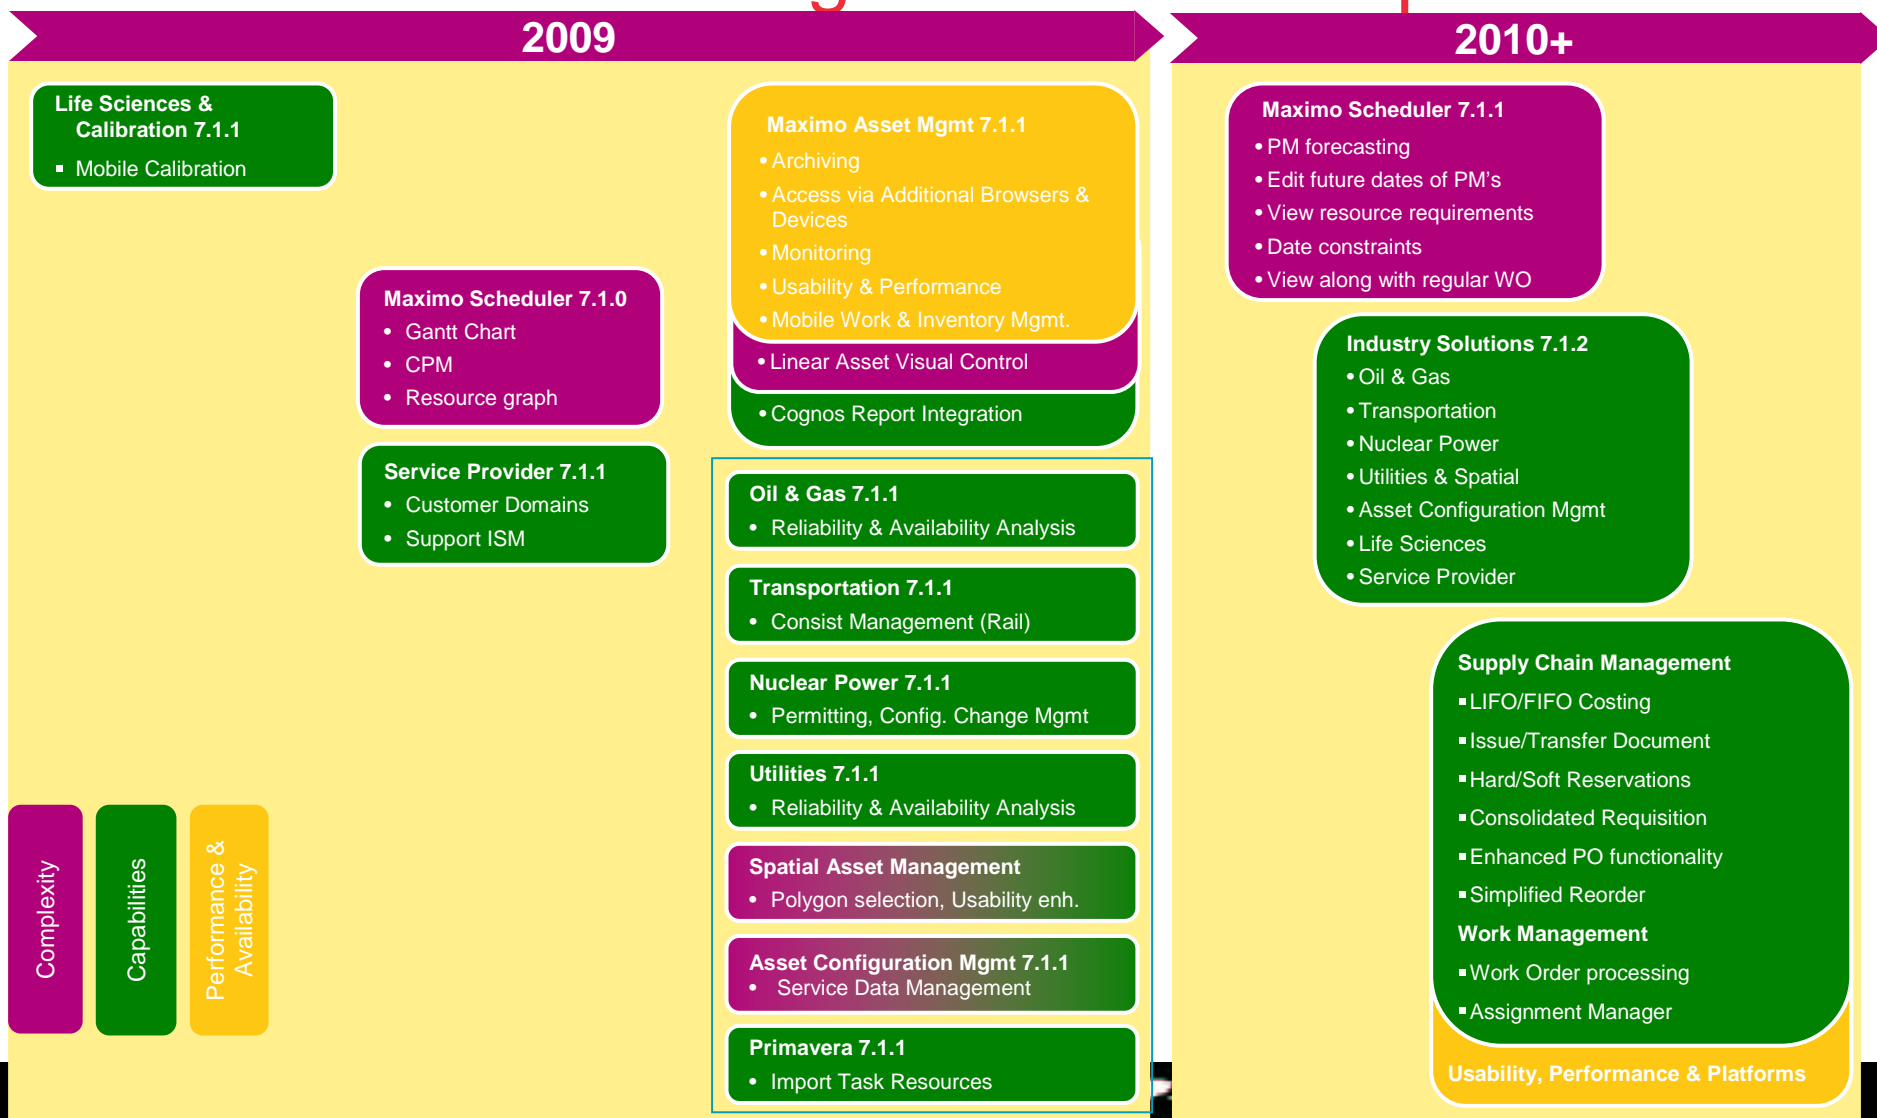 2009
2010+
Life Sciences &
Calibration 7.1.1
▪ Mobile Calibration
Maximo Scheduler 7.1.0
• Gantt Chart
• CPM
• Resource graph
Service Provider 7.1.1
• Customer Domains
• Support ISM
Maximo Asset Mgmt 7.1.1
• Archiving
• Access via Additional Browsers &
Devices
• Monitoring
• Usability & Performance
• Mobile Work & Inventory Mgmt.
• Linear Asset Visual Control
• Cognos Report Integration
Oil & Gas 7.1.1
• Reliability & Availability Analysis
Transportation 7.1.1
• Consist Management (Rail)
Nuclear Power 7.1.1
• Permitting, Config. Change Mgmt
Utilities 7.1.1
• Reliability & Availability Analysis
Spatial Asset Management
• Polygon selection, Usability enh.
Asset Configuration Mgmt 7.1.1
• Service Data Management
Primavera 7.1.1
• Import Task Resources
Maximo Scheduler 7.1.1
• PM forecasting
• Edit future dates of PM's
• View resource requirements
• Date constraints
• View along with regular WO
Industry Solutions 7.1.2
• Oil & Gas
• Transportation
• Nuclear Power
• Utilities & Spatial
• Asset Configuration Mgmt
• Life Sciences
• Service Provider
Supply Chain Management
▪ LIFO/FIFO Costing
▪ Issue/Transfer Document
▪ Hard/Soft Reservations
▪ Consolidated Requisition
▪ Enhanced PO functionality
▪ Simplified Reorder
Work Management
▪ Work Order processing
▪ Assignment Manager
Usability, Performance & Platforms
Complexity
Capabilities
Performance &
Availability